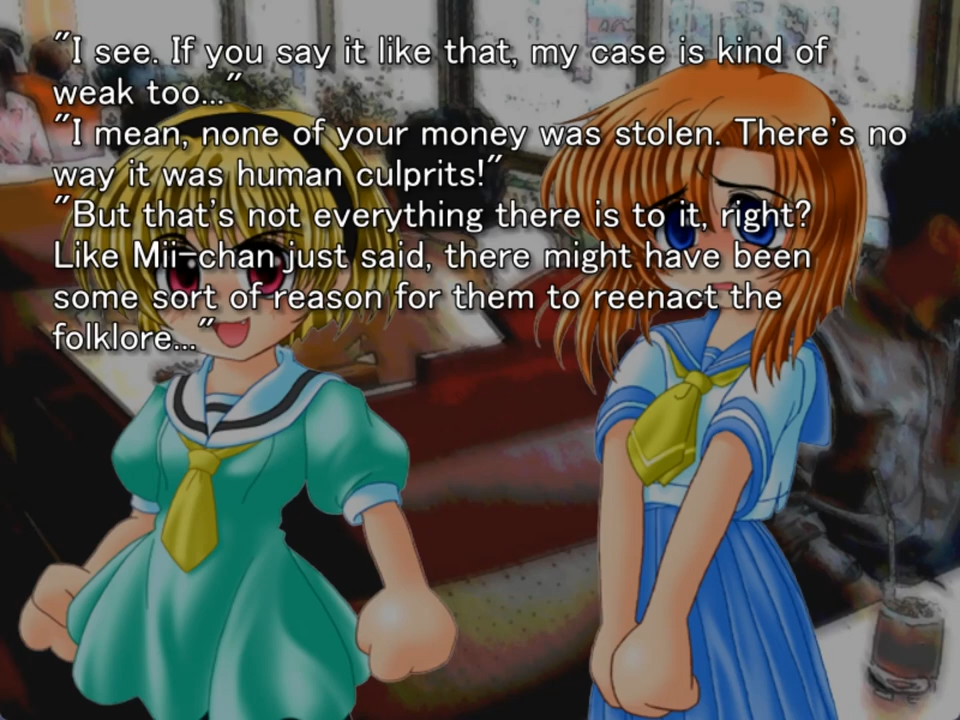 "I see. If you say it like that, my case is kind of
weak too..."
"I mean, none of your money was stolen. There's no
way it was human culprits!"
"But that's not everything there is to it, right?
Like Mii-chan just said, there might have been
some sort of reason for them to reenact the
folklore..."